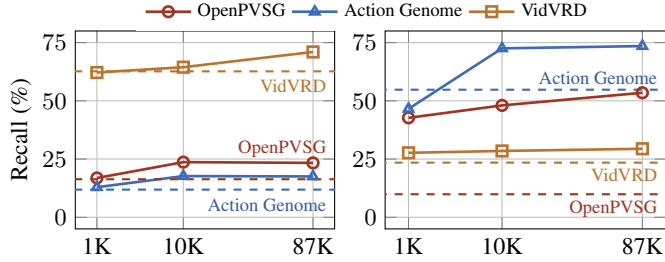 OpenPVSG Action Genome VidVRD
Recall (%)
75
50
25
0
VidVRD
OpenPVSG
Action Genome
1K 10K 87K
75
50
25
0
Action Genome
VidVRD
OpenPVSG
1K 10K 87K